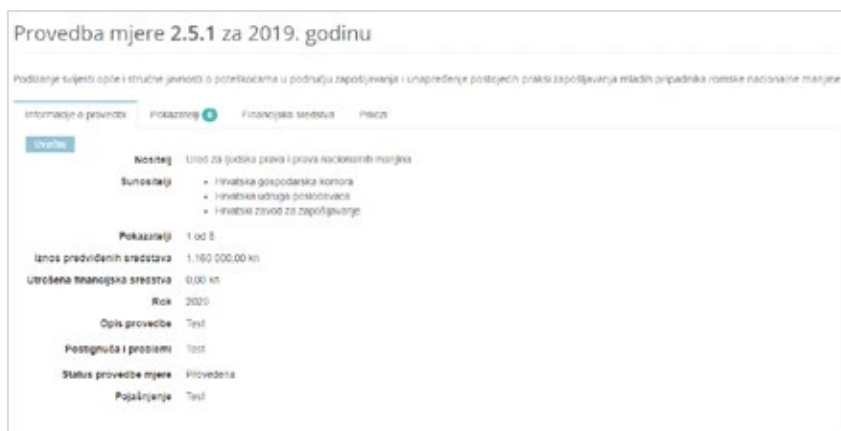 Provedba mjere 2.5.1 za 2019. godinu
Podizanje svijesti opće i stručne javnosti o poteškoćama u području zapošljavanja i unapređenje postojećih praksi zapošljavanja mladih pripadnika romske nacionalne manjine
Informacije o provedbi Pokazatelji Financijska sredstva Prilozi
Nositelj Ured za ljudska prava i prava nacionalnih manjina
Sunositelji • Hrvatska gospodarska komora
• Hrvatska udruga poslodavaca
• Hrvatski zavod za zapošljavanje
Pokazatelji 1 od 8
Iznos predviđenih sredstava 1.160.000,00 kn
Utrošena financijska sredstva 0,00 kn
Rok 2020
Opis provedbe Test
Postignuća i problemi Test
Status provedbe mjere Provedena
Pojašnjenje Test